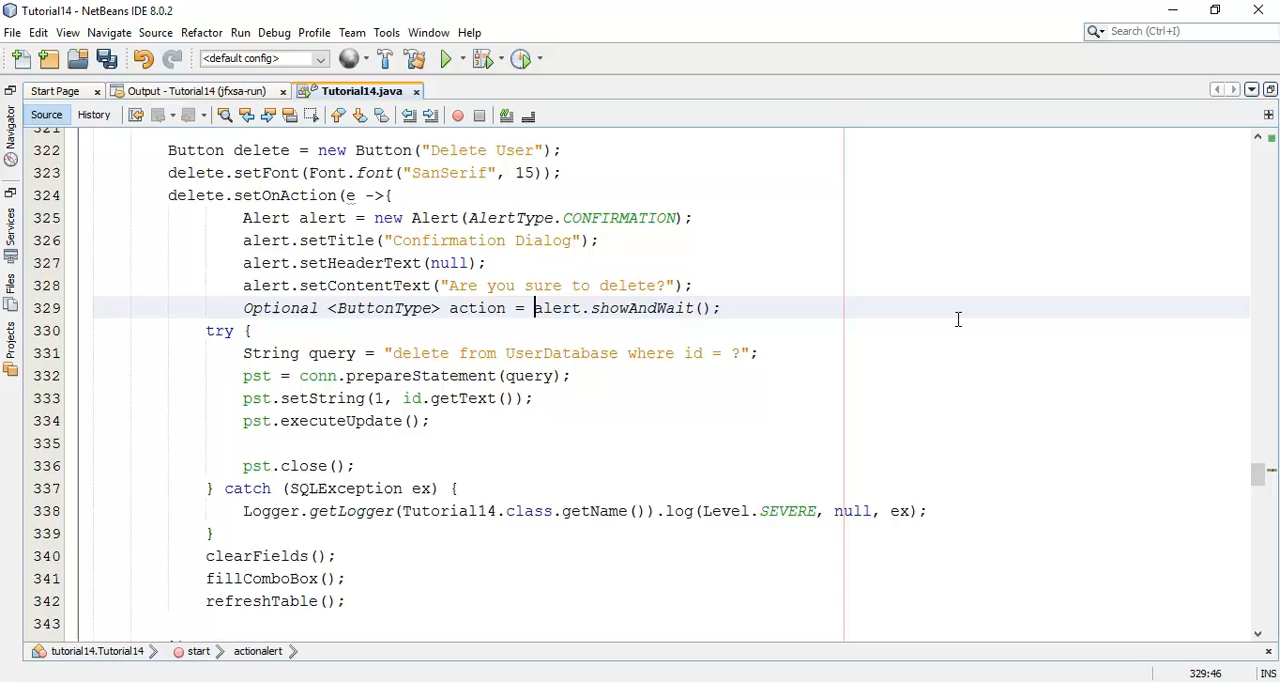 Tutorial14 - NetBeans IDE 8.0.2
File Edit View Navigate Source Refactor Run Debug Profile Team Tools Window Help
Search (Ctrl+I)
<default config>
Start Page x Output - Tutorial14 (jfxsa-run) x Tutorial14.java x
Source History
Navigator
Services
Files
Projects
321
322 Button delete = new Button("Delete User");
323 delete.setFont(Font.font("SanSerif", 15));
324 delete.setOnAction(e ->{
325 Alert alert = new Alert(AlertType.CONFIRMATION);
326 alert.setTitle("Confirmation Dialog");
327 alert.setHeaderText(null);
328 alert.setContentText("Are you sure to delete?");
329 Optional <ButtonType> action = alert.showAndWait();
330 try {
331 String query = "delete from UserDatabase where id = ?";
332 pst = conn.prepareStatement(query);
333 pst.setString(1, id.getText());
334 pst.executeUpdate();
335
336 pst.close();
337 } catch (SQLException ex) {
338 Logger.getLogger(Tutorial14.class.getName()).log(Level.SEVERE, null, ex);
339 }
340 clearFields();
341 fillComboBox();
342 refreshTable();
343
tutorial14.Tutorial14 start actionalert
329:46 INS